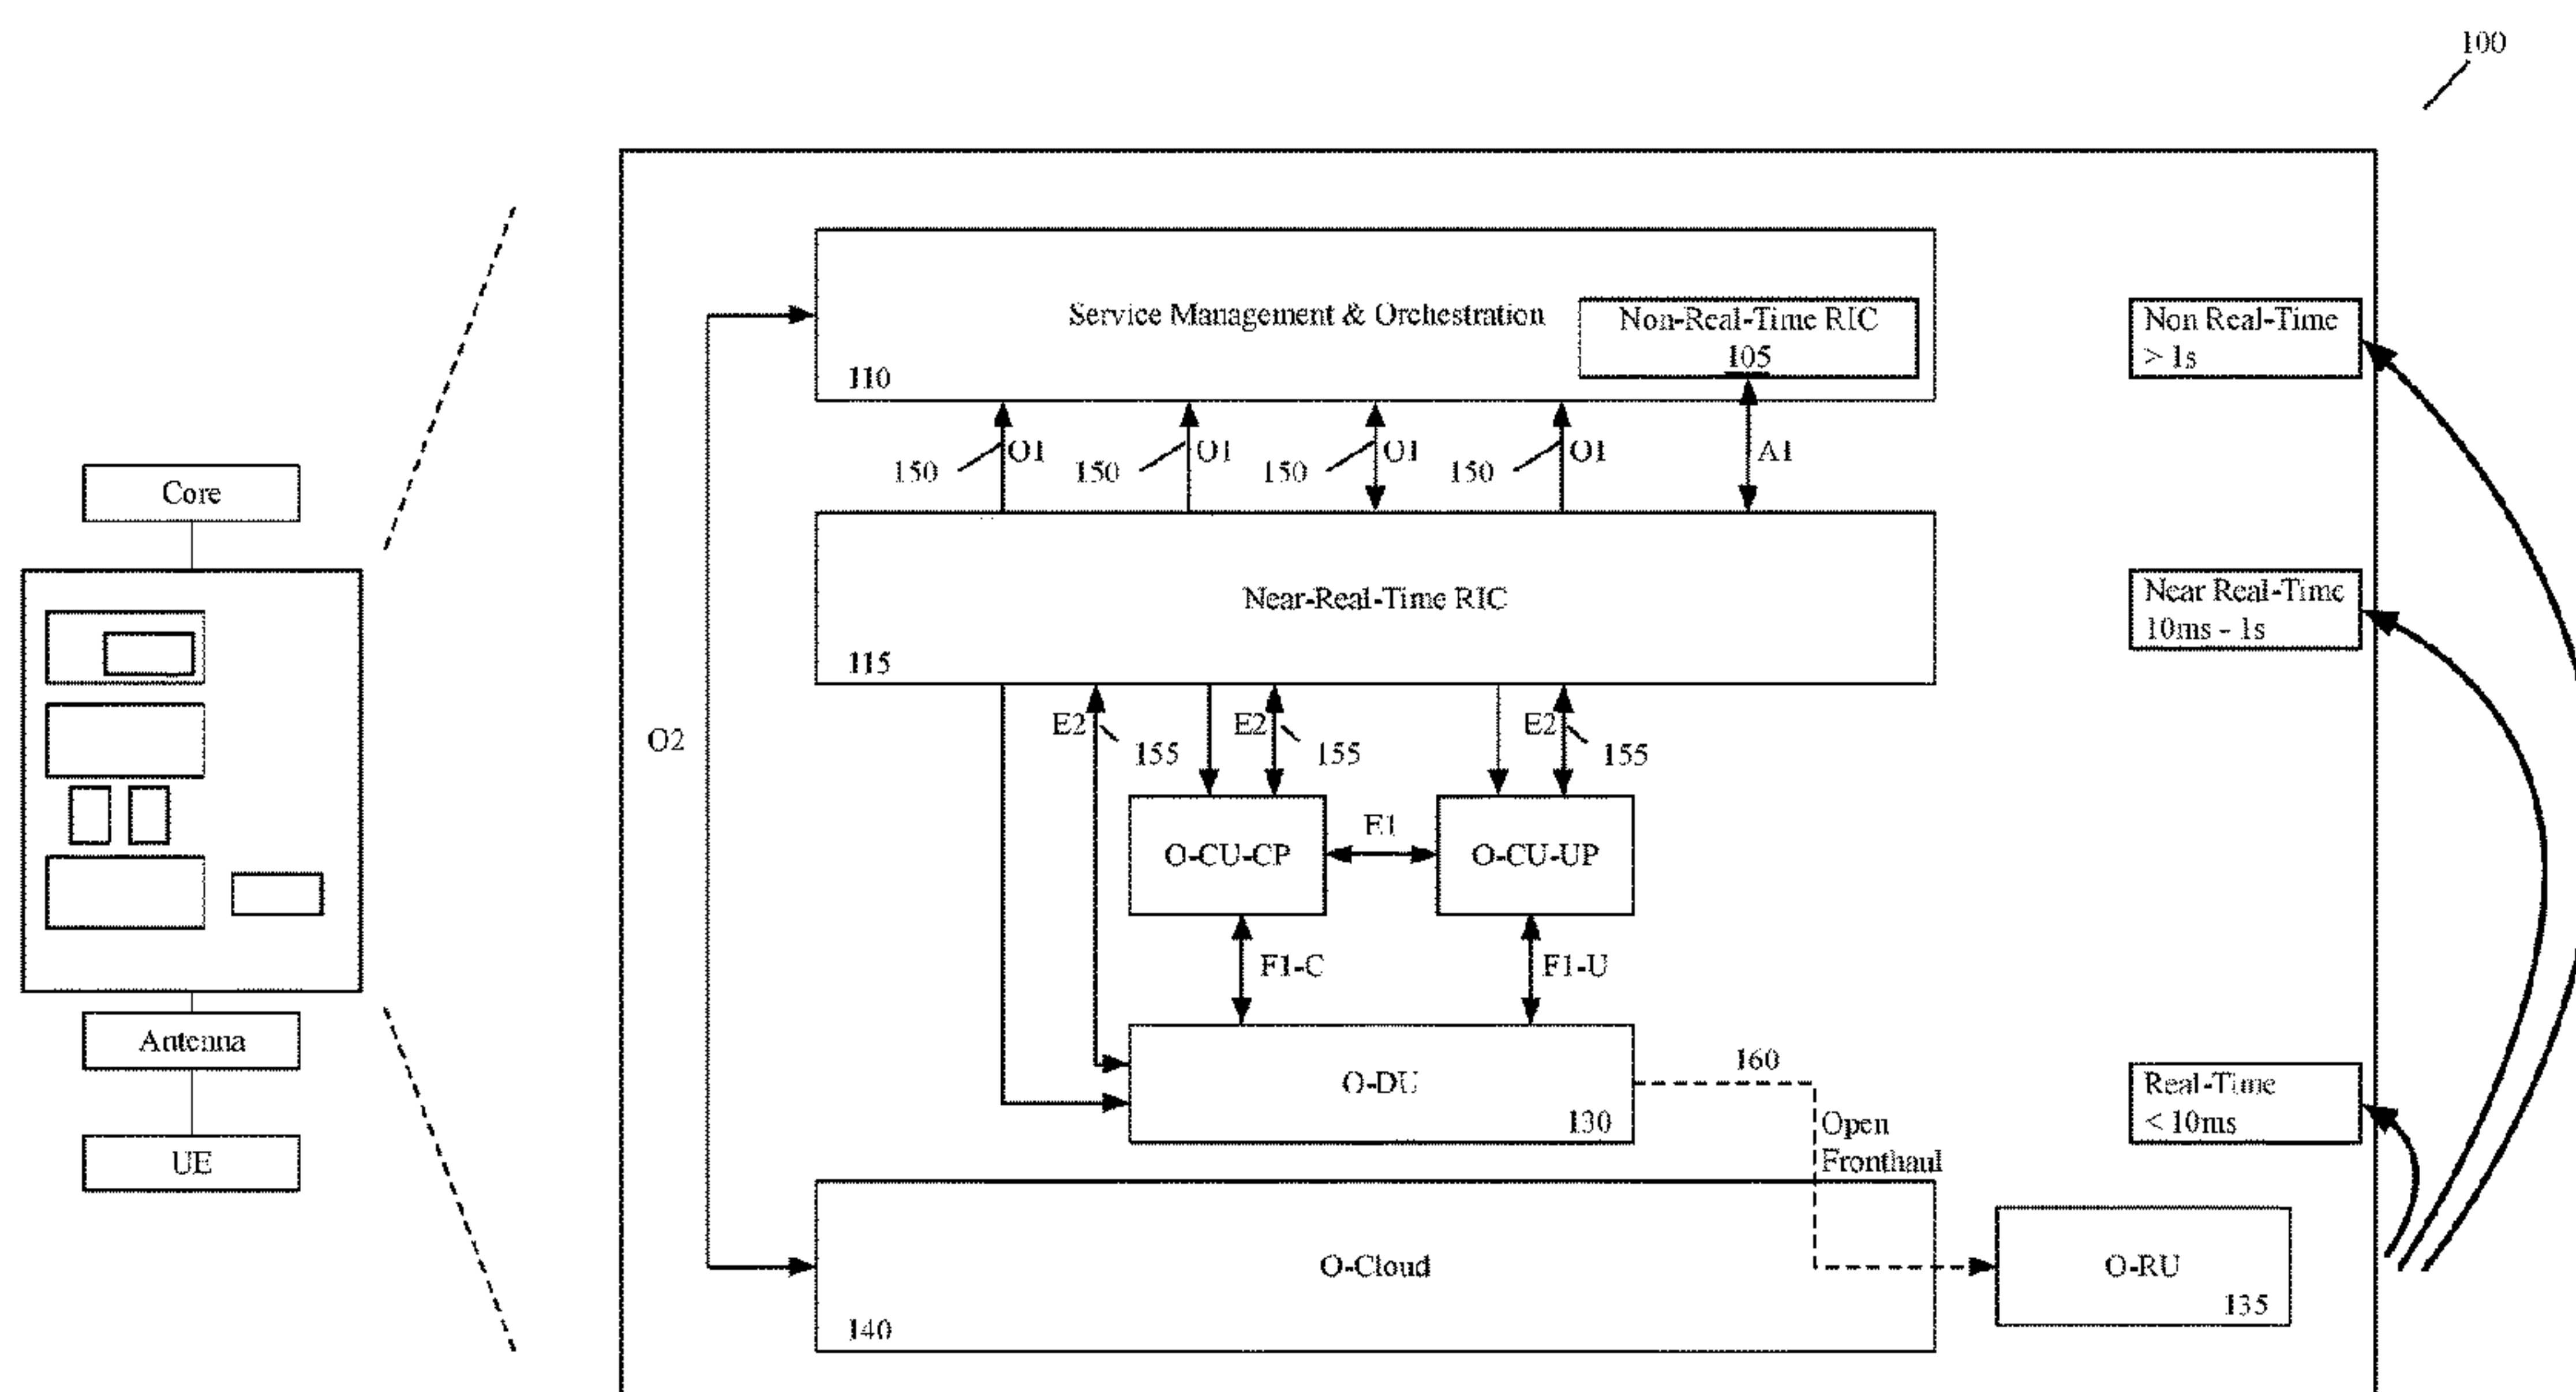 100
Service Management & Orchestration
Non-Real-Time RIC
105
110
Non Real-Time
> 1s
150
O1
150
O1
150
O1
150
O1
A1
Core
Near-Real-Time RIC
115
Near Real-Time
10ms - 1s
O2
E2
155
E2
155
E2
155
O-CU-CP
E1
O-CU-UP
F1-C
F1-U
Antenna
O-DU
130
160
Open
Fronthaul
Real-Time
< 10ms
UE
O-Cloud
140
O-RU
135